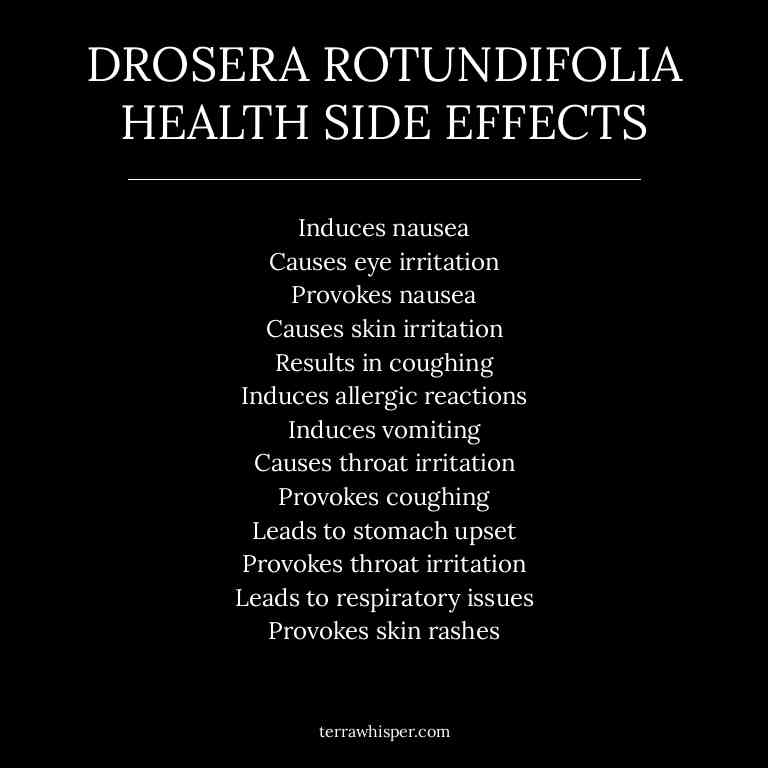 DROSERA ROTUNDIFOLIA
HEALTH SIDE EFFECTS
Induces nausea
Causes eye irritation
Provokes nausea
Causes skin irritation
Results in coughing
Induces allergic reactions
Induces vomiting
Causes throat irritation
Provokes coughing
Leads to stomach upset
Provokes throat irritation
Leads to respiratory issues
Provokes skin rashes
terrawhisper.com